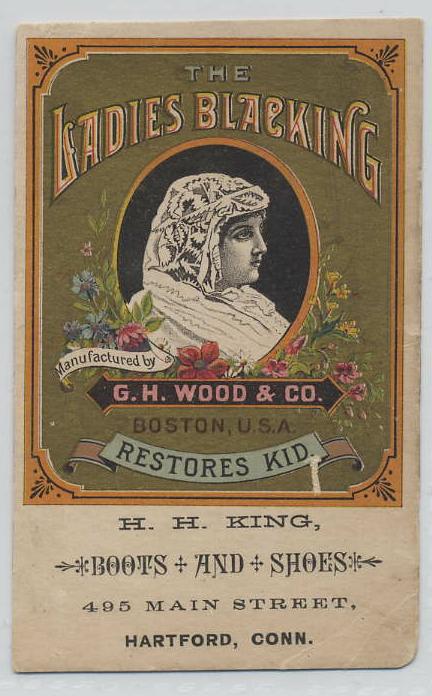 THE
LADIES BLACKING
Manufactured by
G. H. WOOD & CO.
BOSTON, U.S.A.
RESTORES KID.
H. H. KING,
BOOTS + AND + SHOES
495 MAIN STREET,
HARTFORD, CONN.